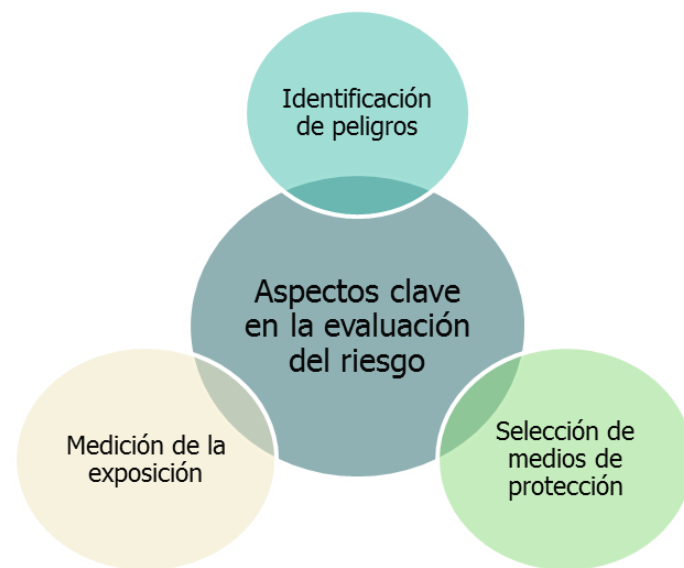 Identificación
de peligros
Aspectos clave
en la evaluación
del riesgo
Medición de la
exposición
Selección de
medios de
protección